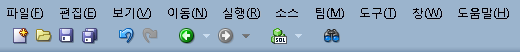 파일(F) 편집(E) 보기(V) 이동(N) 실행(R) 소스 팀(M) 도구(T) 창(W) 도움말(H)
SQL